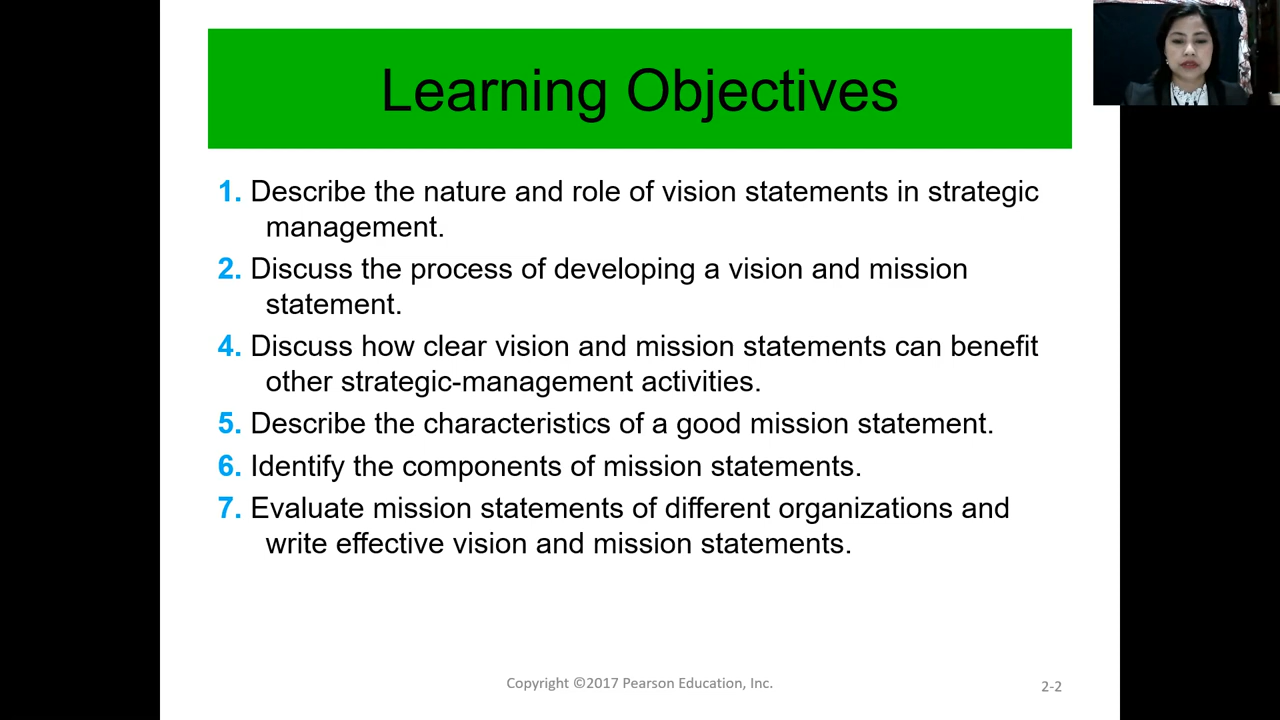 Learning Objectives
1. Describe the nature and role of vision statements in strategic
management.
2. Discuss the process of developing a vision and mission
statement.
4. Discuss how clear vision and mission statements can benefit
other strategic-management activities.
5. Describe the characteristics of a good mission statement.
6. Identify the components of mission statements.
7. Evaluate mission statements of different organizations and
write effective vision and mission statements.
Copyright ©2017 Pearson Education, Inc.
2-2